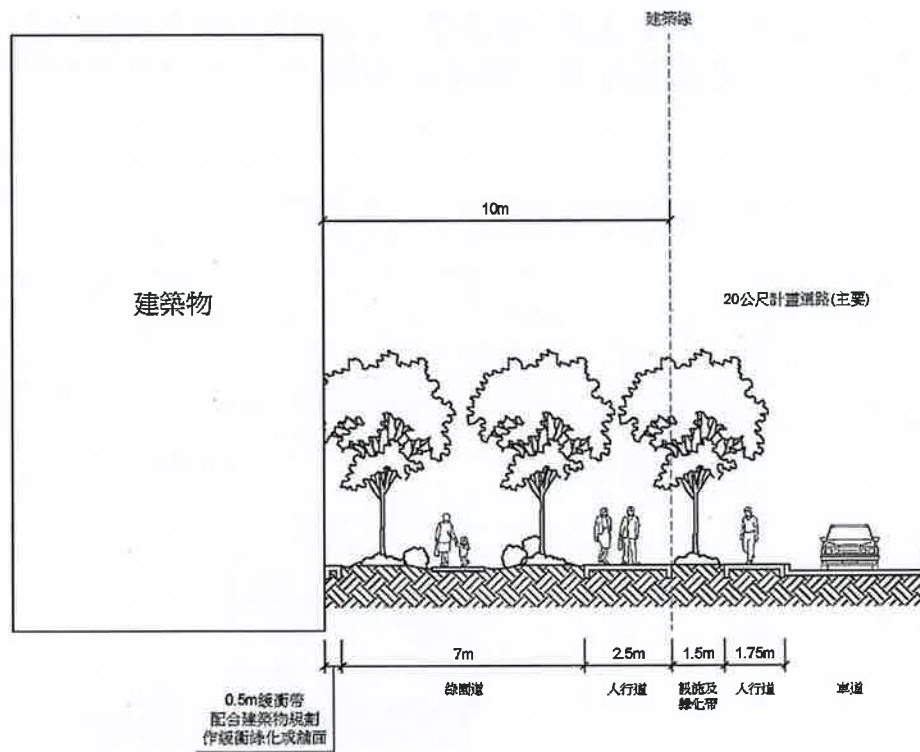 建築線
10m
建築物
20公尺計畫道路(主要)
7m
2.5m
1.5m
1.75m
綠園道
人行道
設施及
綠化帶
人行道
車道
0.5m緩衝帶
配合建築物規劃
作緩衝綠化或舖面